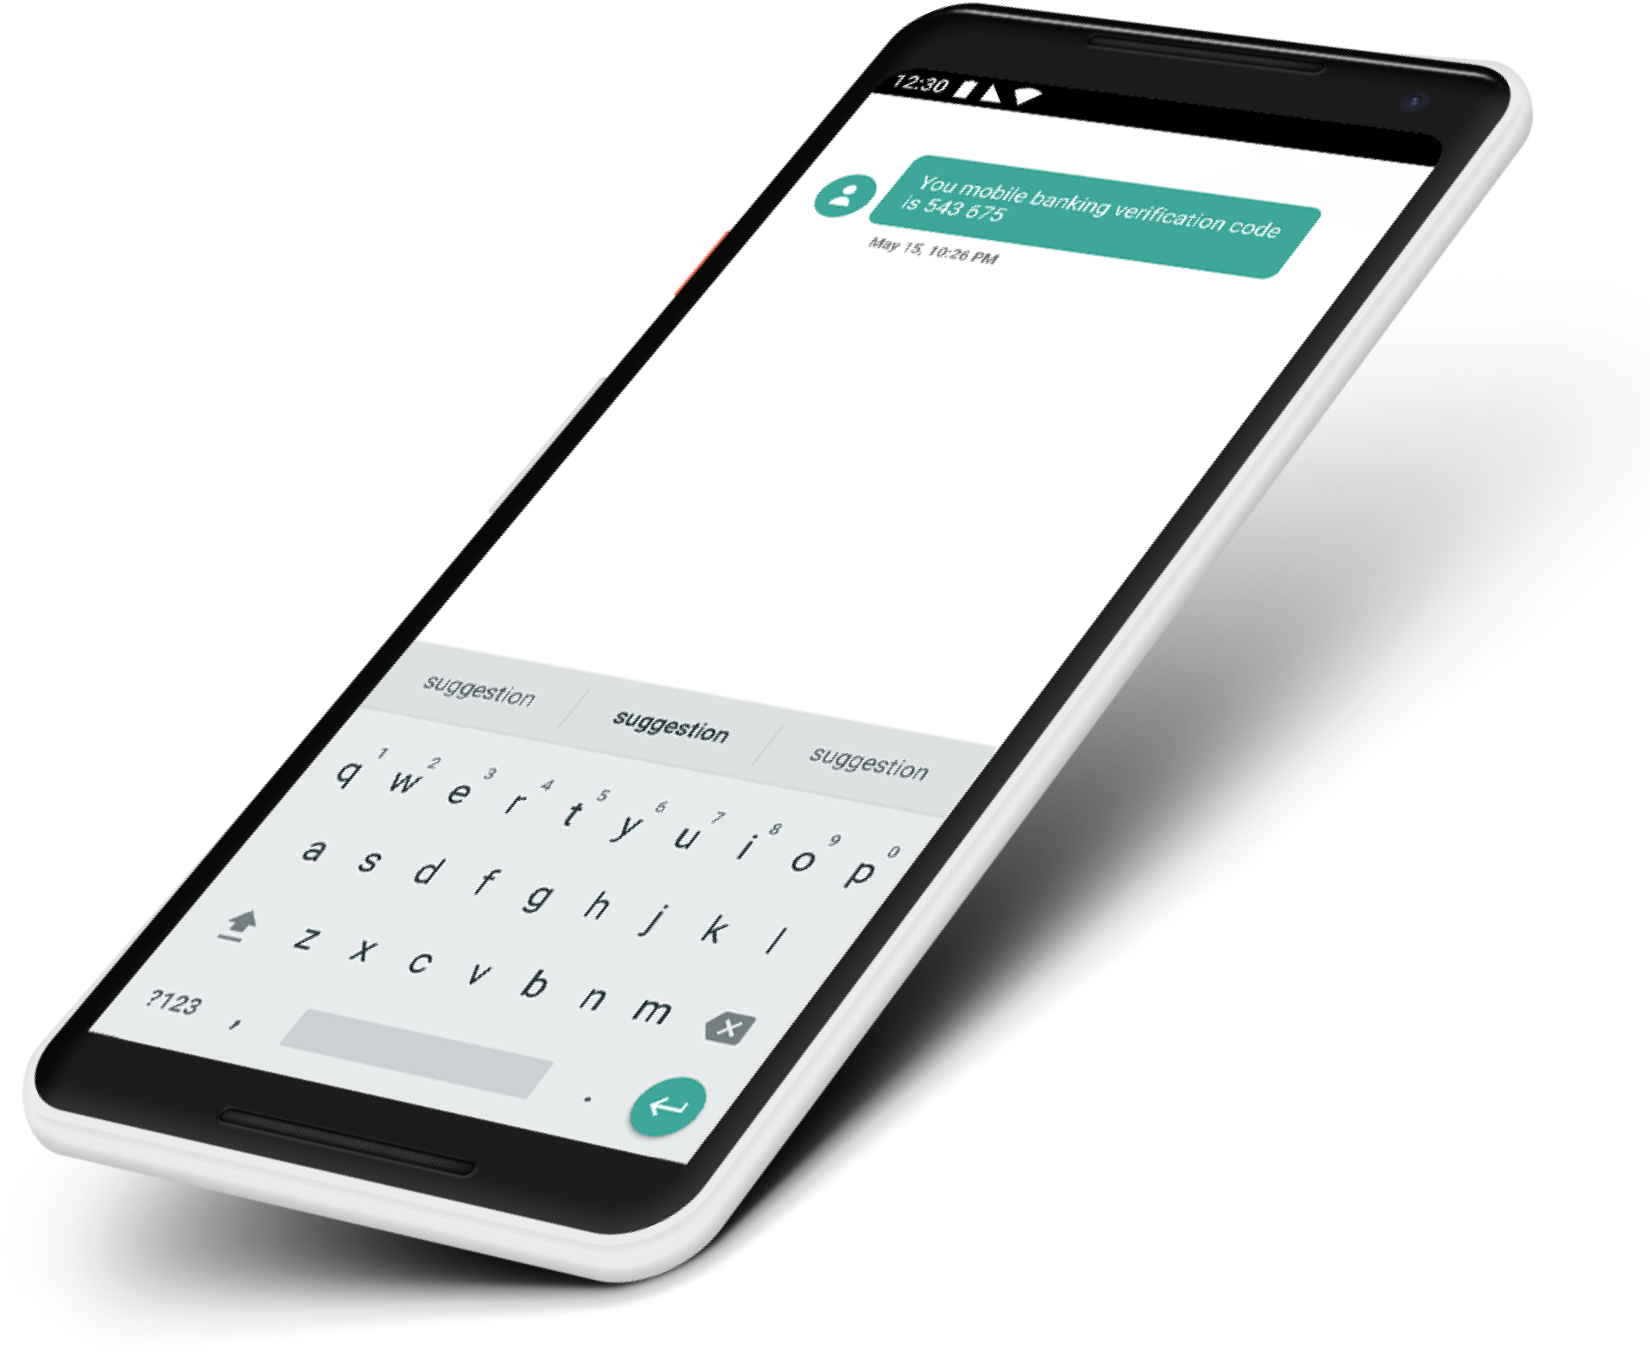 12:30
You mobile banking verification code
is 543 675
May 15, 10:26 PM
suggestion suggestion suggestion
1 2 3 4 5 6 7 8 9 0
q w e r t y u i o p
a s d f g h j k l
z x c v b n m
?123 , .